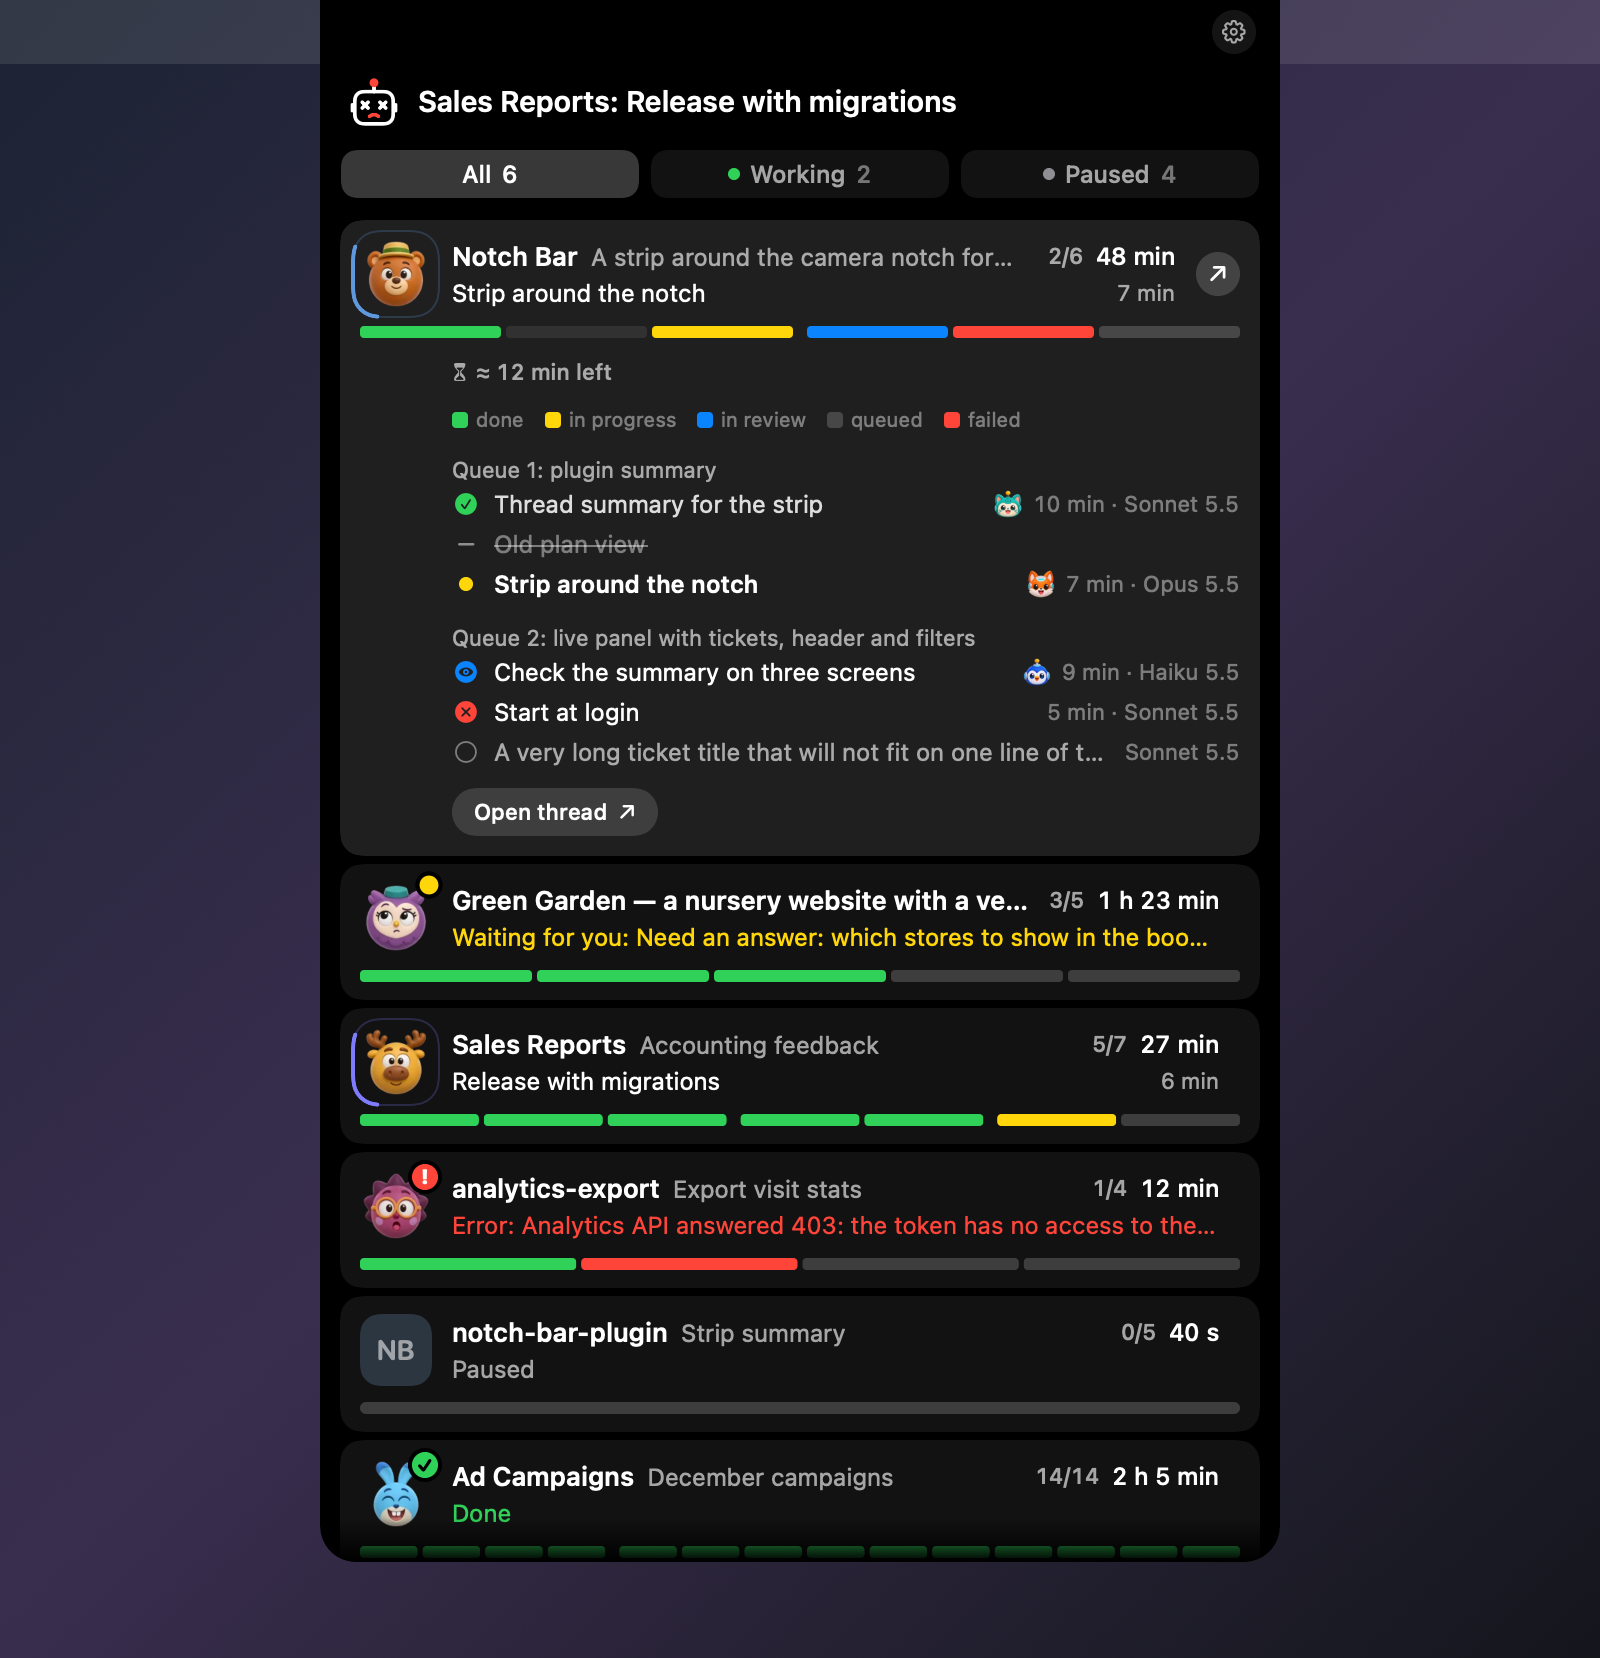 Sales Reports: Release with migrations
All 6
Working 2
Paused 4
Notch Bar A strip around the camera notch for... 2/6 48 min
Strip around the notch 7 min
≈ 12 min left
done in progress in review queued failed
Queue 1: plugin summary
Thread summary for the strip 10 min · Sonnet 5.5
Old plan view
Strip around the notch 7 min · Opus 5.5
Queue 2: live panel with tickets, header and filters
Check the summary on three screens 9 min · Haiku 5.5
Start at login 5 min · Sonnet 5.5
A very long ticket title that will not fit on one line of t... Sonnet 5.5
Open thread
Green Garden — a nursery website with a ve... 3/5 1 h 23 min
Waiting for you: Need an answer: which stores to show in the boo...
Sales Reports Accounting feedback 5/7 27 min
Release with migrations 6 min
analytics-export Export visit stats 1/4 12 min
Error: Analytics API answered 403: the token has no access to the...
NB
notch-bar-plugin Strip summary 0/5 40 s
Paused
Ad Campaigns December campaigns 14/14 2 h 5 min
Done